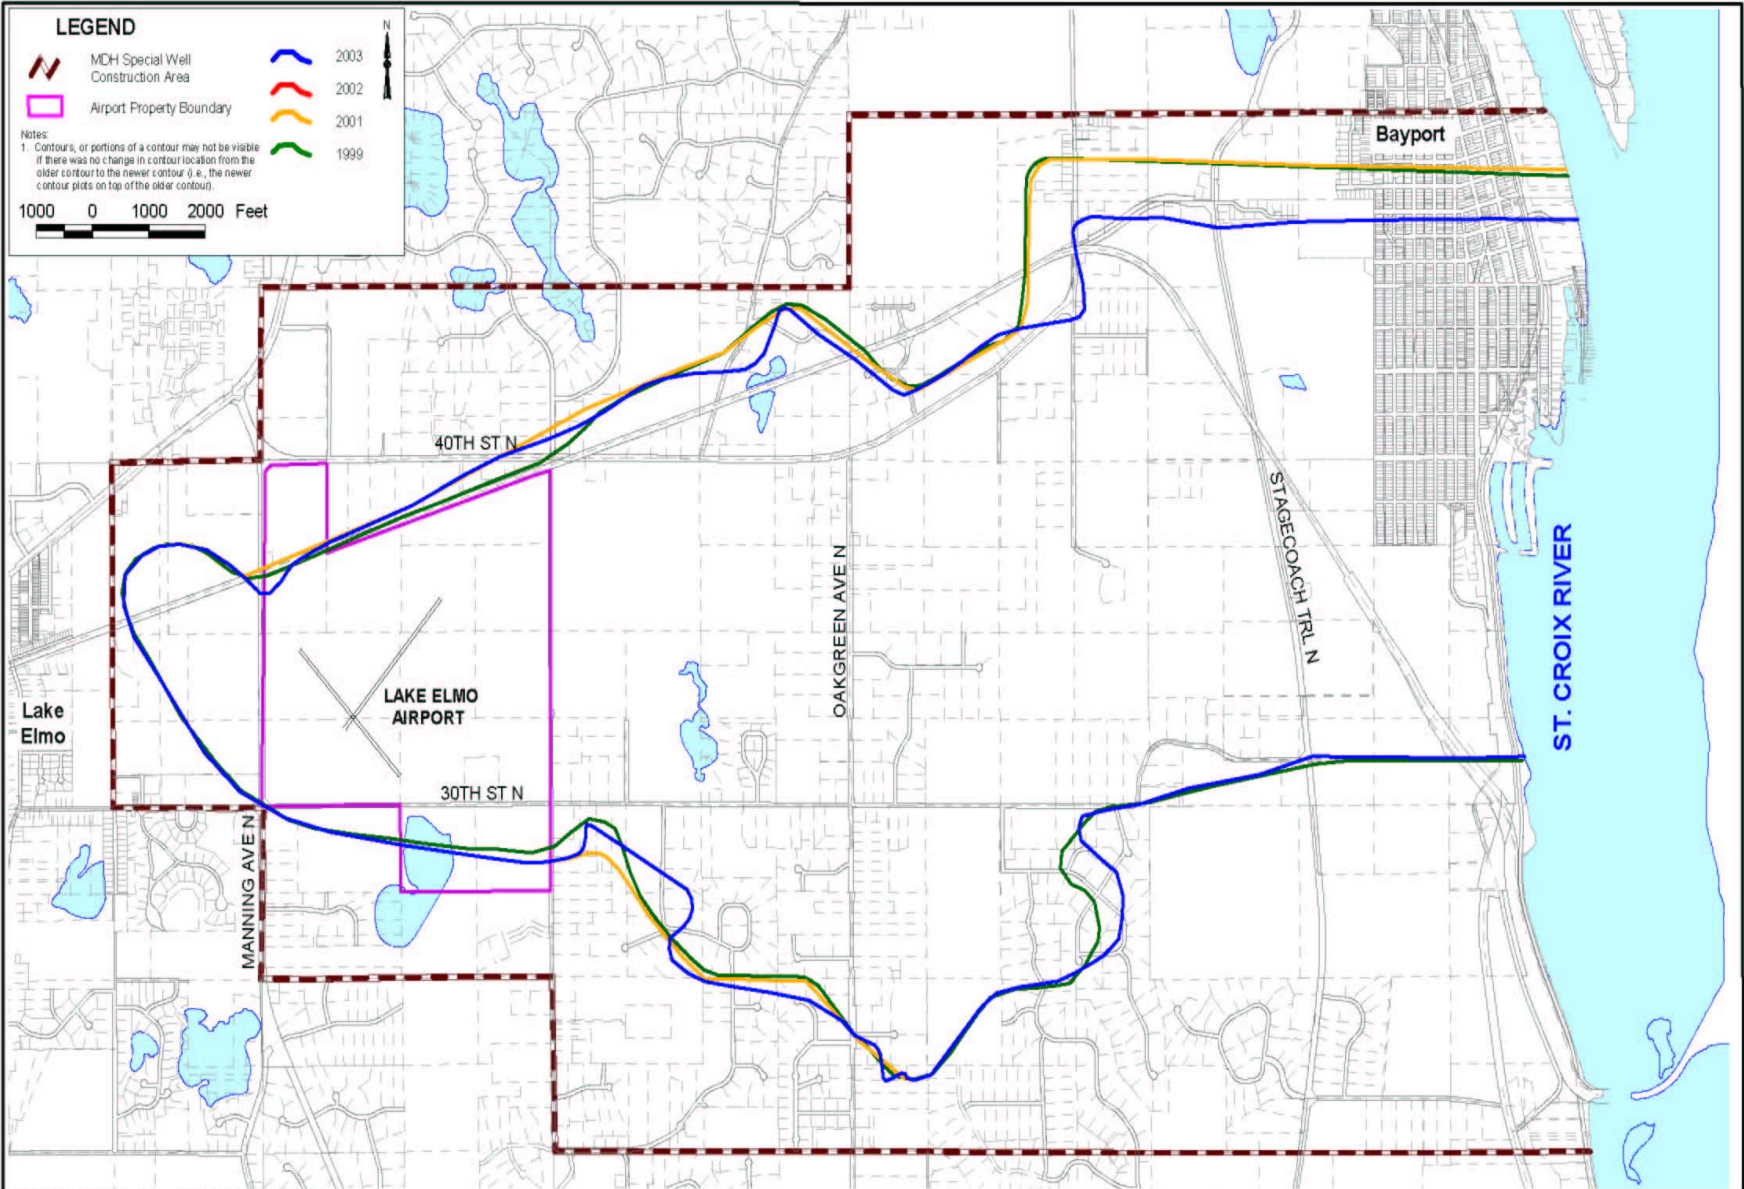 LEGEND
MDH Special Well
Construction Area
Airport Property Boundary
2003
2002
2001
1999
N
Notes:
1. Contours, or portions of a contour may not be visible
if there was no change in contour location from the
older contour to the newer contour (i.e., the newer
contour plots on top of the older contour).
1000 0 1000 2000 Feet
Bayport
40TH ST N
STAGECOACH TRL N
OAKGREEN AVE N
ST. CROIX RIVER
LAKE ELMO
AIRPORT
Lake
Elmo
30TH ST N
MANNING AVE N